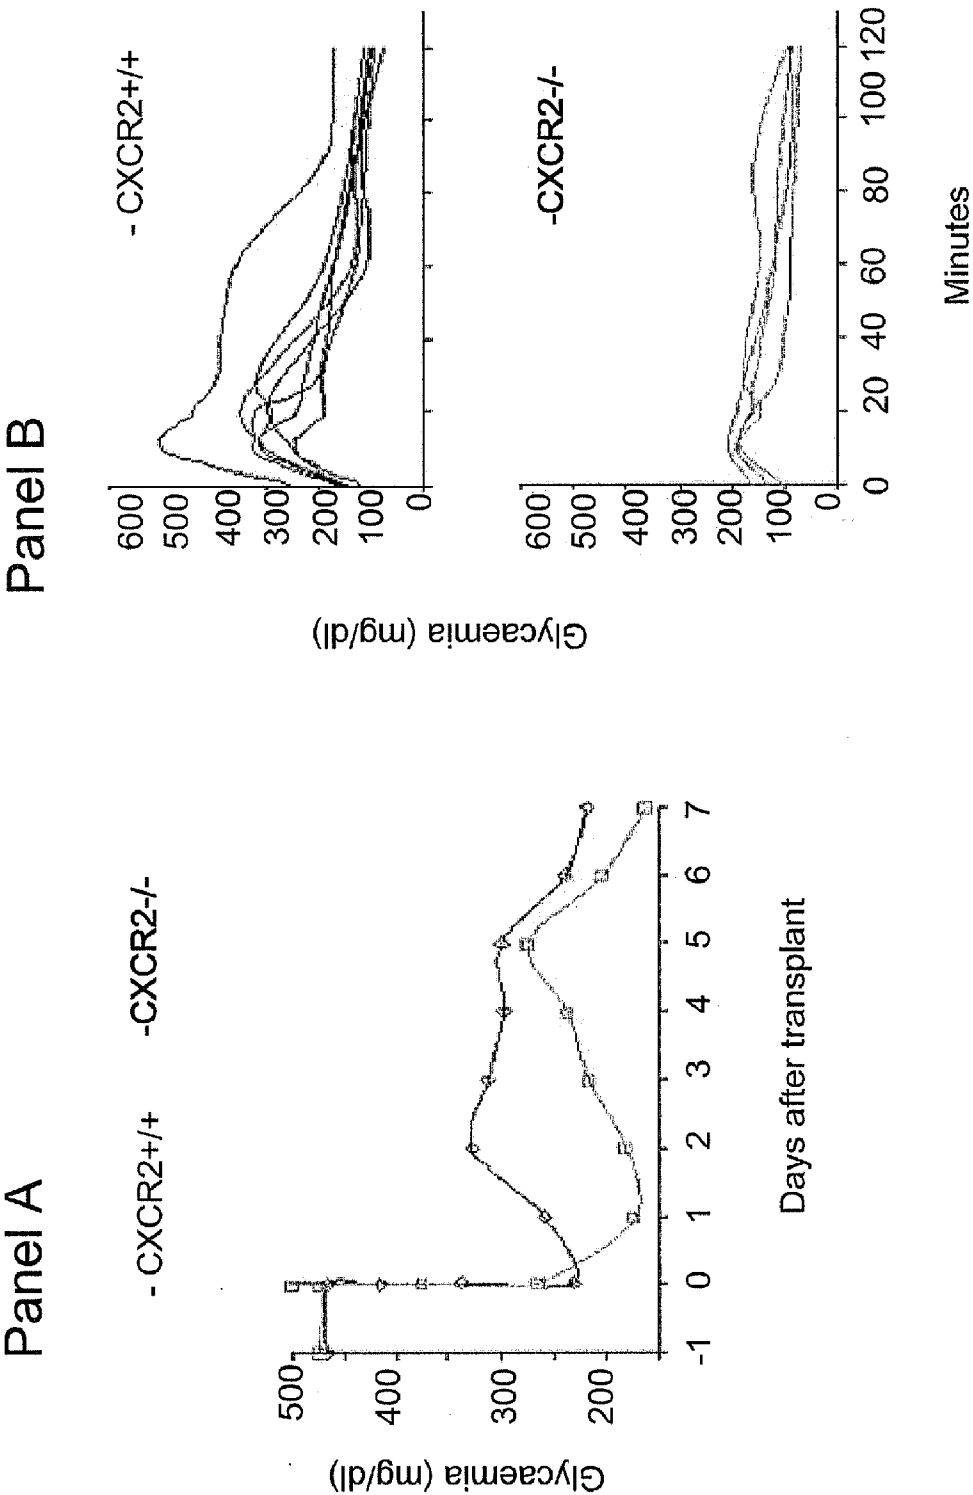 Panel A
- CXCR2+/+ -CXCR2-/-
Glycaemia (mg/dl)
500
400
300
200
-1 0 1 2 3 4 5 6 7
Days after transplant
Panel B
Glycaemia (mg/dl)
- CXCR2+/+
600
500
400
300
200
100
0
-CXCR2-/-
600
500
400
300
200
100
0
0 20 40 60 80 100 120
Minutes